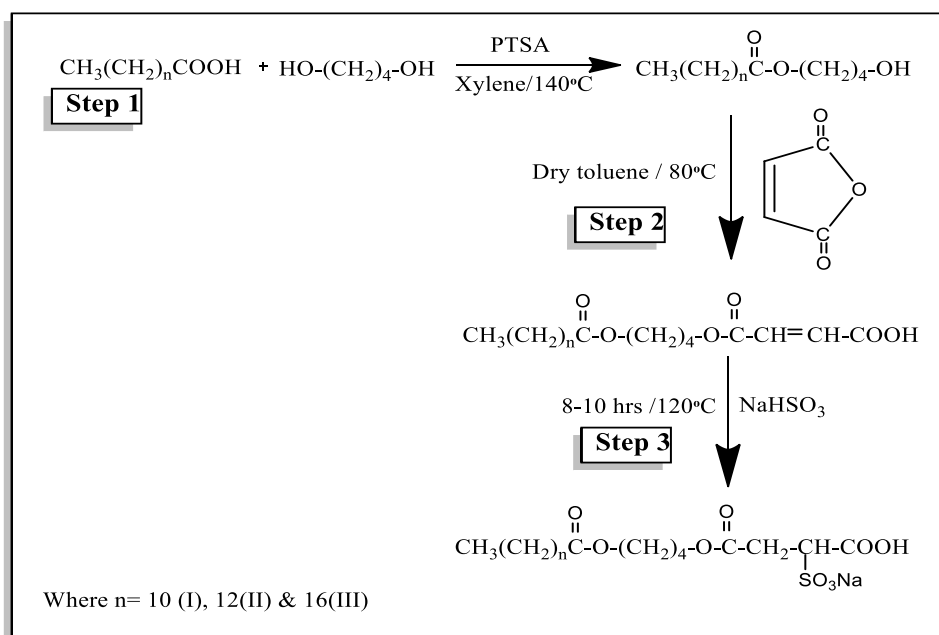 CH₃(CH₂)ₙCOOH + HO-(CH₂)₄-OH
PTSA
Xylene/140°C
O
CH₃(CH₂)ₙC-O-(CH₂)₄-OH
Step 1
Dry toluene / 80°C
O
C
O
C
O
Step 2
O O
CH₃(CH₂)ₙC-O-(CH₂)₄-O-C-CH=CH-COOH
8-10 hrs /120°C NaHSO₃
Step 3
O O
CH₃(CH₂)ₙC-O-(CH₂)₄-O-C-CH₂-CH-COOH
SO₃Na
Where n= 10 (I), 12(II) & 16(III)